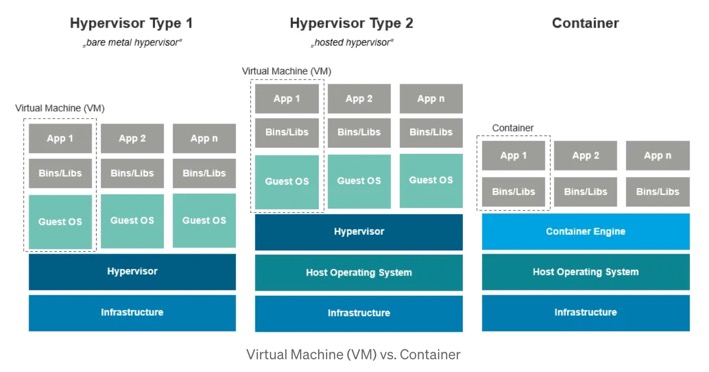 Hypervisor Type 1
„bare metal hypervisor“
Virtual Machine (VM)
App 1
App 2
App n
Bins/Libs
Bins/Libs
Bins/Libs
Guest OS
Guest OS
Guest OS
Hypervisor
Infrastructure
Hypervisor Type 2
„hosted hypervisor“
Virtual Machine (VM)
App 1
App 2
App n
Bins/Libs
Bins/Libs
Bins/Libs
Guest OS
Guest OS
Guest OS
Hypervisor
Host Operating System
Infrastructure
Container
Container
App 1
App 2
App n
Bins/Libs
Bins/Libs
Bins/Libs
Container Engine
Host Operating System
Infrastructure
Virtual Machine (VM) vs. Container